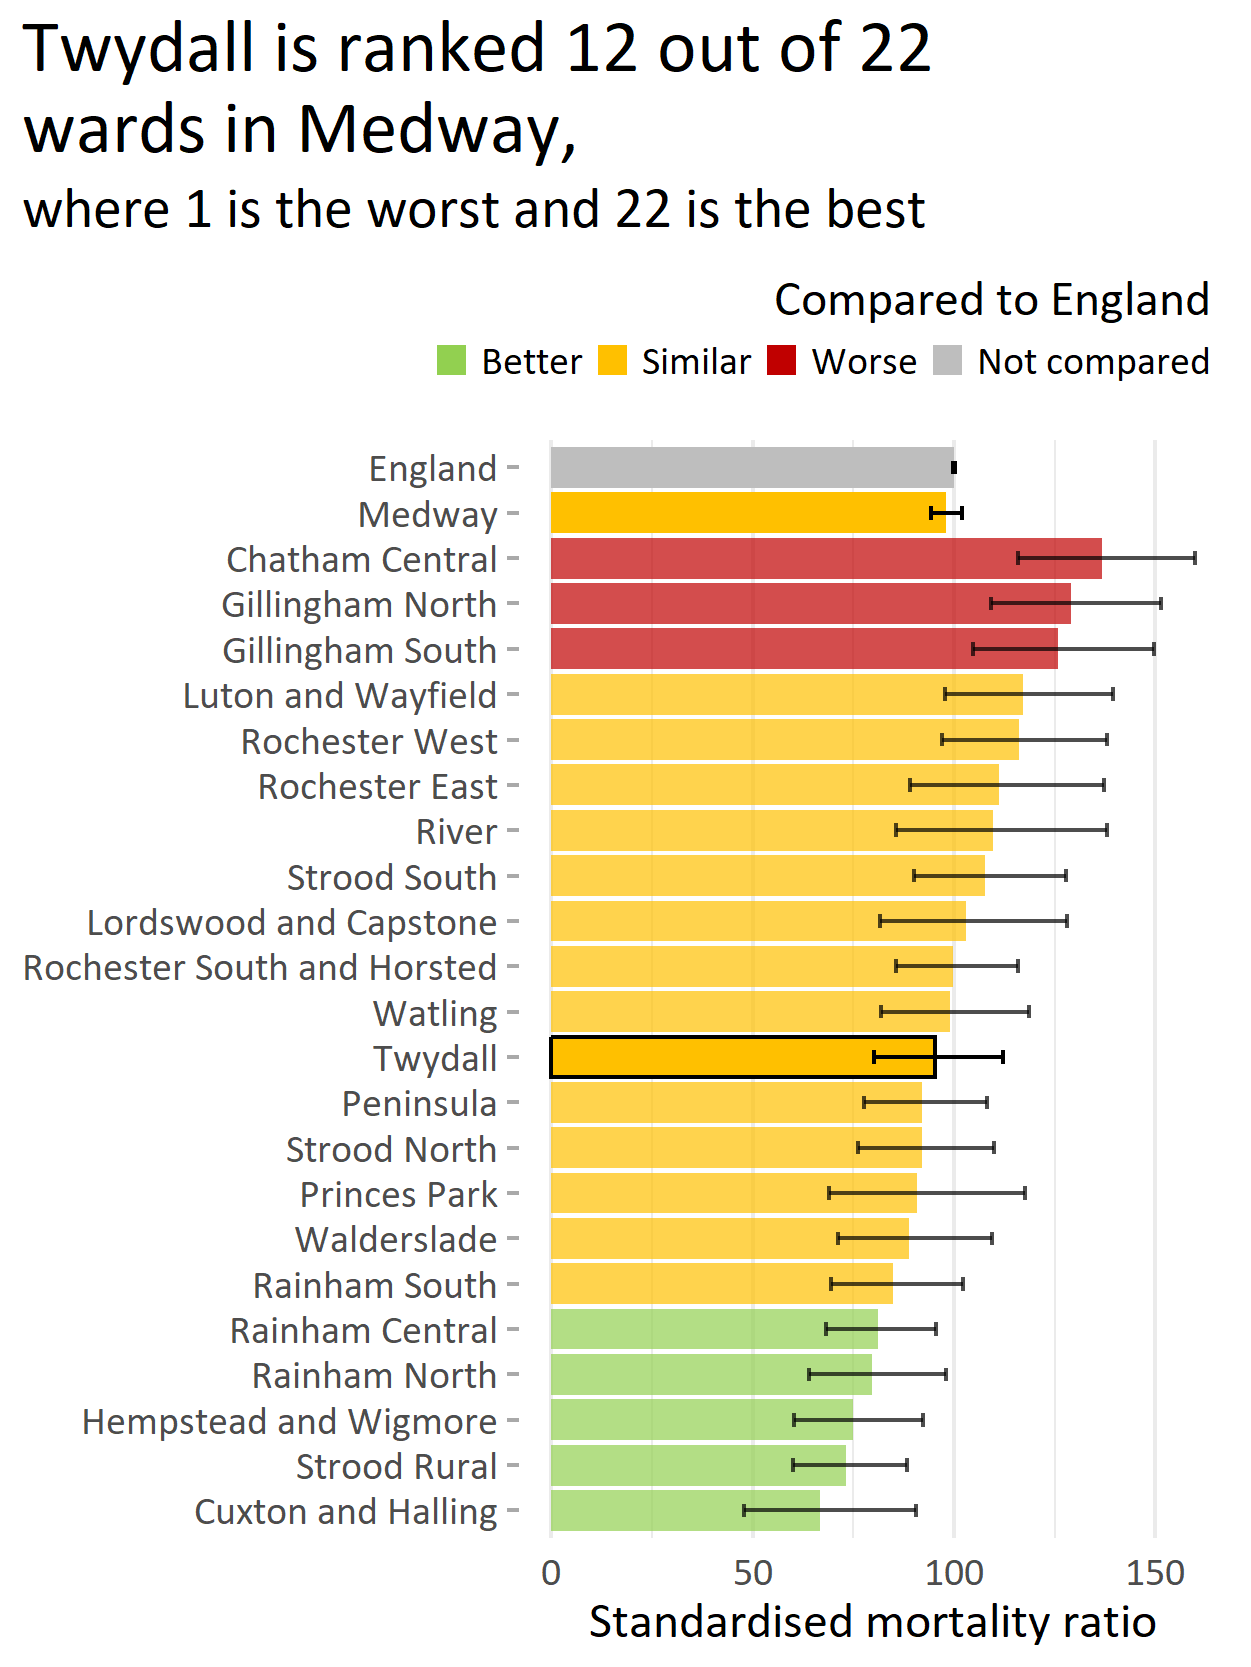 Twydall is ranked 12 out of 22
wards in Medway,
where 1 is the worst and 22 is the best
Compared to England
Better Similar Worse Not compared
England
Medway
Chatham Central
Gillingham North
Gillingham South
Luton and Wayfield
Rochester West
Rochester East
River
Strood South
Lordswood and Capstone
Rochester South and Horsted
Watling
Twydall
Peninsula
Strood North
Princes Park
Walderslade
Rainham South
Rainham Central
Rainham North
Hempstead and Wigmore
Strood Rural
Cuxton and Halling
0 50 100 150
Standardised mortality ratio